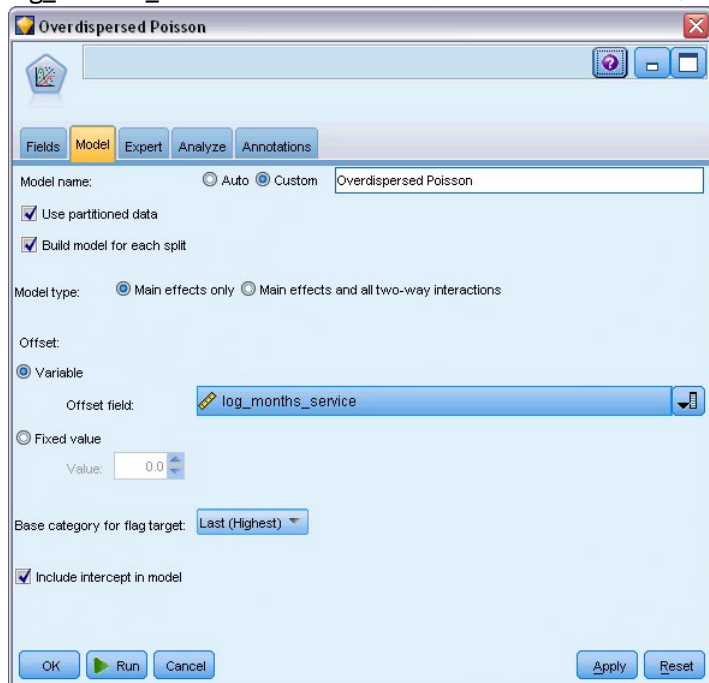 Overdispersed Poisson
Fields Model Expert Analyze Annotations
Model name: Auto Custom Overdispersed Poisson
Use partitioned data
Build model for each split
Model type: Main effects only Main effects and all two-way interactions
Offset:
Variable
Offset field: log_months_service
Fixed value
Value: 0.0
Base category for flag target: Last (Highest)
Include intercept in model
OK Run Cancel Apply Reset